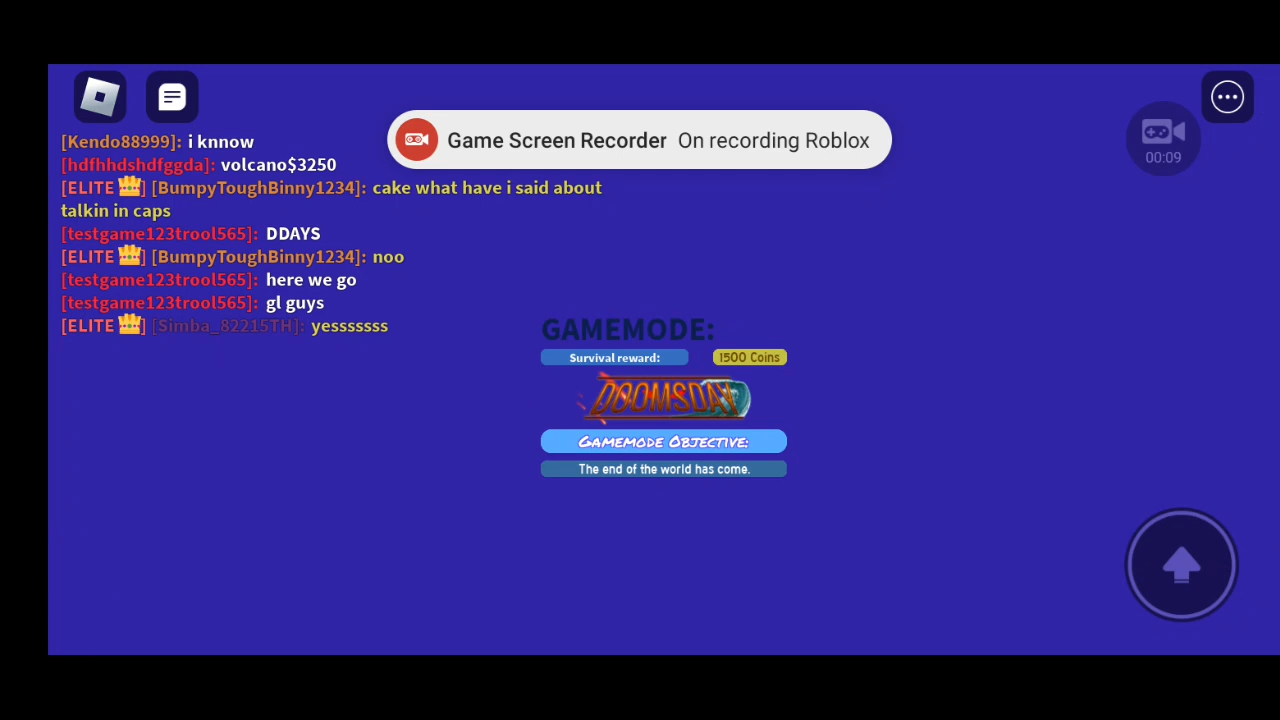 Game Screen Recorder On recording Roblox
00:09
[Kendo88999]: i knnow
[hdfhhdshdfggda]: volcano$3250
[ELITE 👑] [BumpyToughBinny1234]: cake what have i said about
talkin in caps
[testgame123trool565]: DDAYS
[ELITE 👑] [BumpyToughBinny1234]: noo
[testgame123trool565]: here we go
[testgame123trool565]: gl guys
[ELITE 👑] [Simba_82215TH]: yesssssss
GAMEMODE:
Survival reward: 1500 Coins
DOOMSDAY
Gamemode Objective:
The end of the world has come.